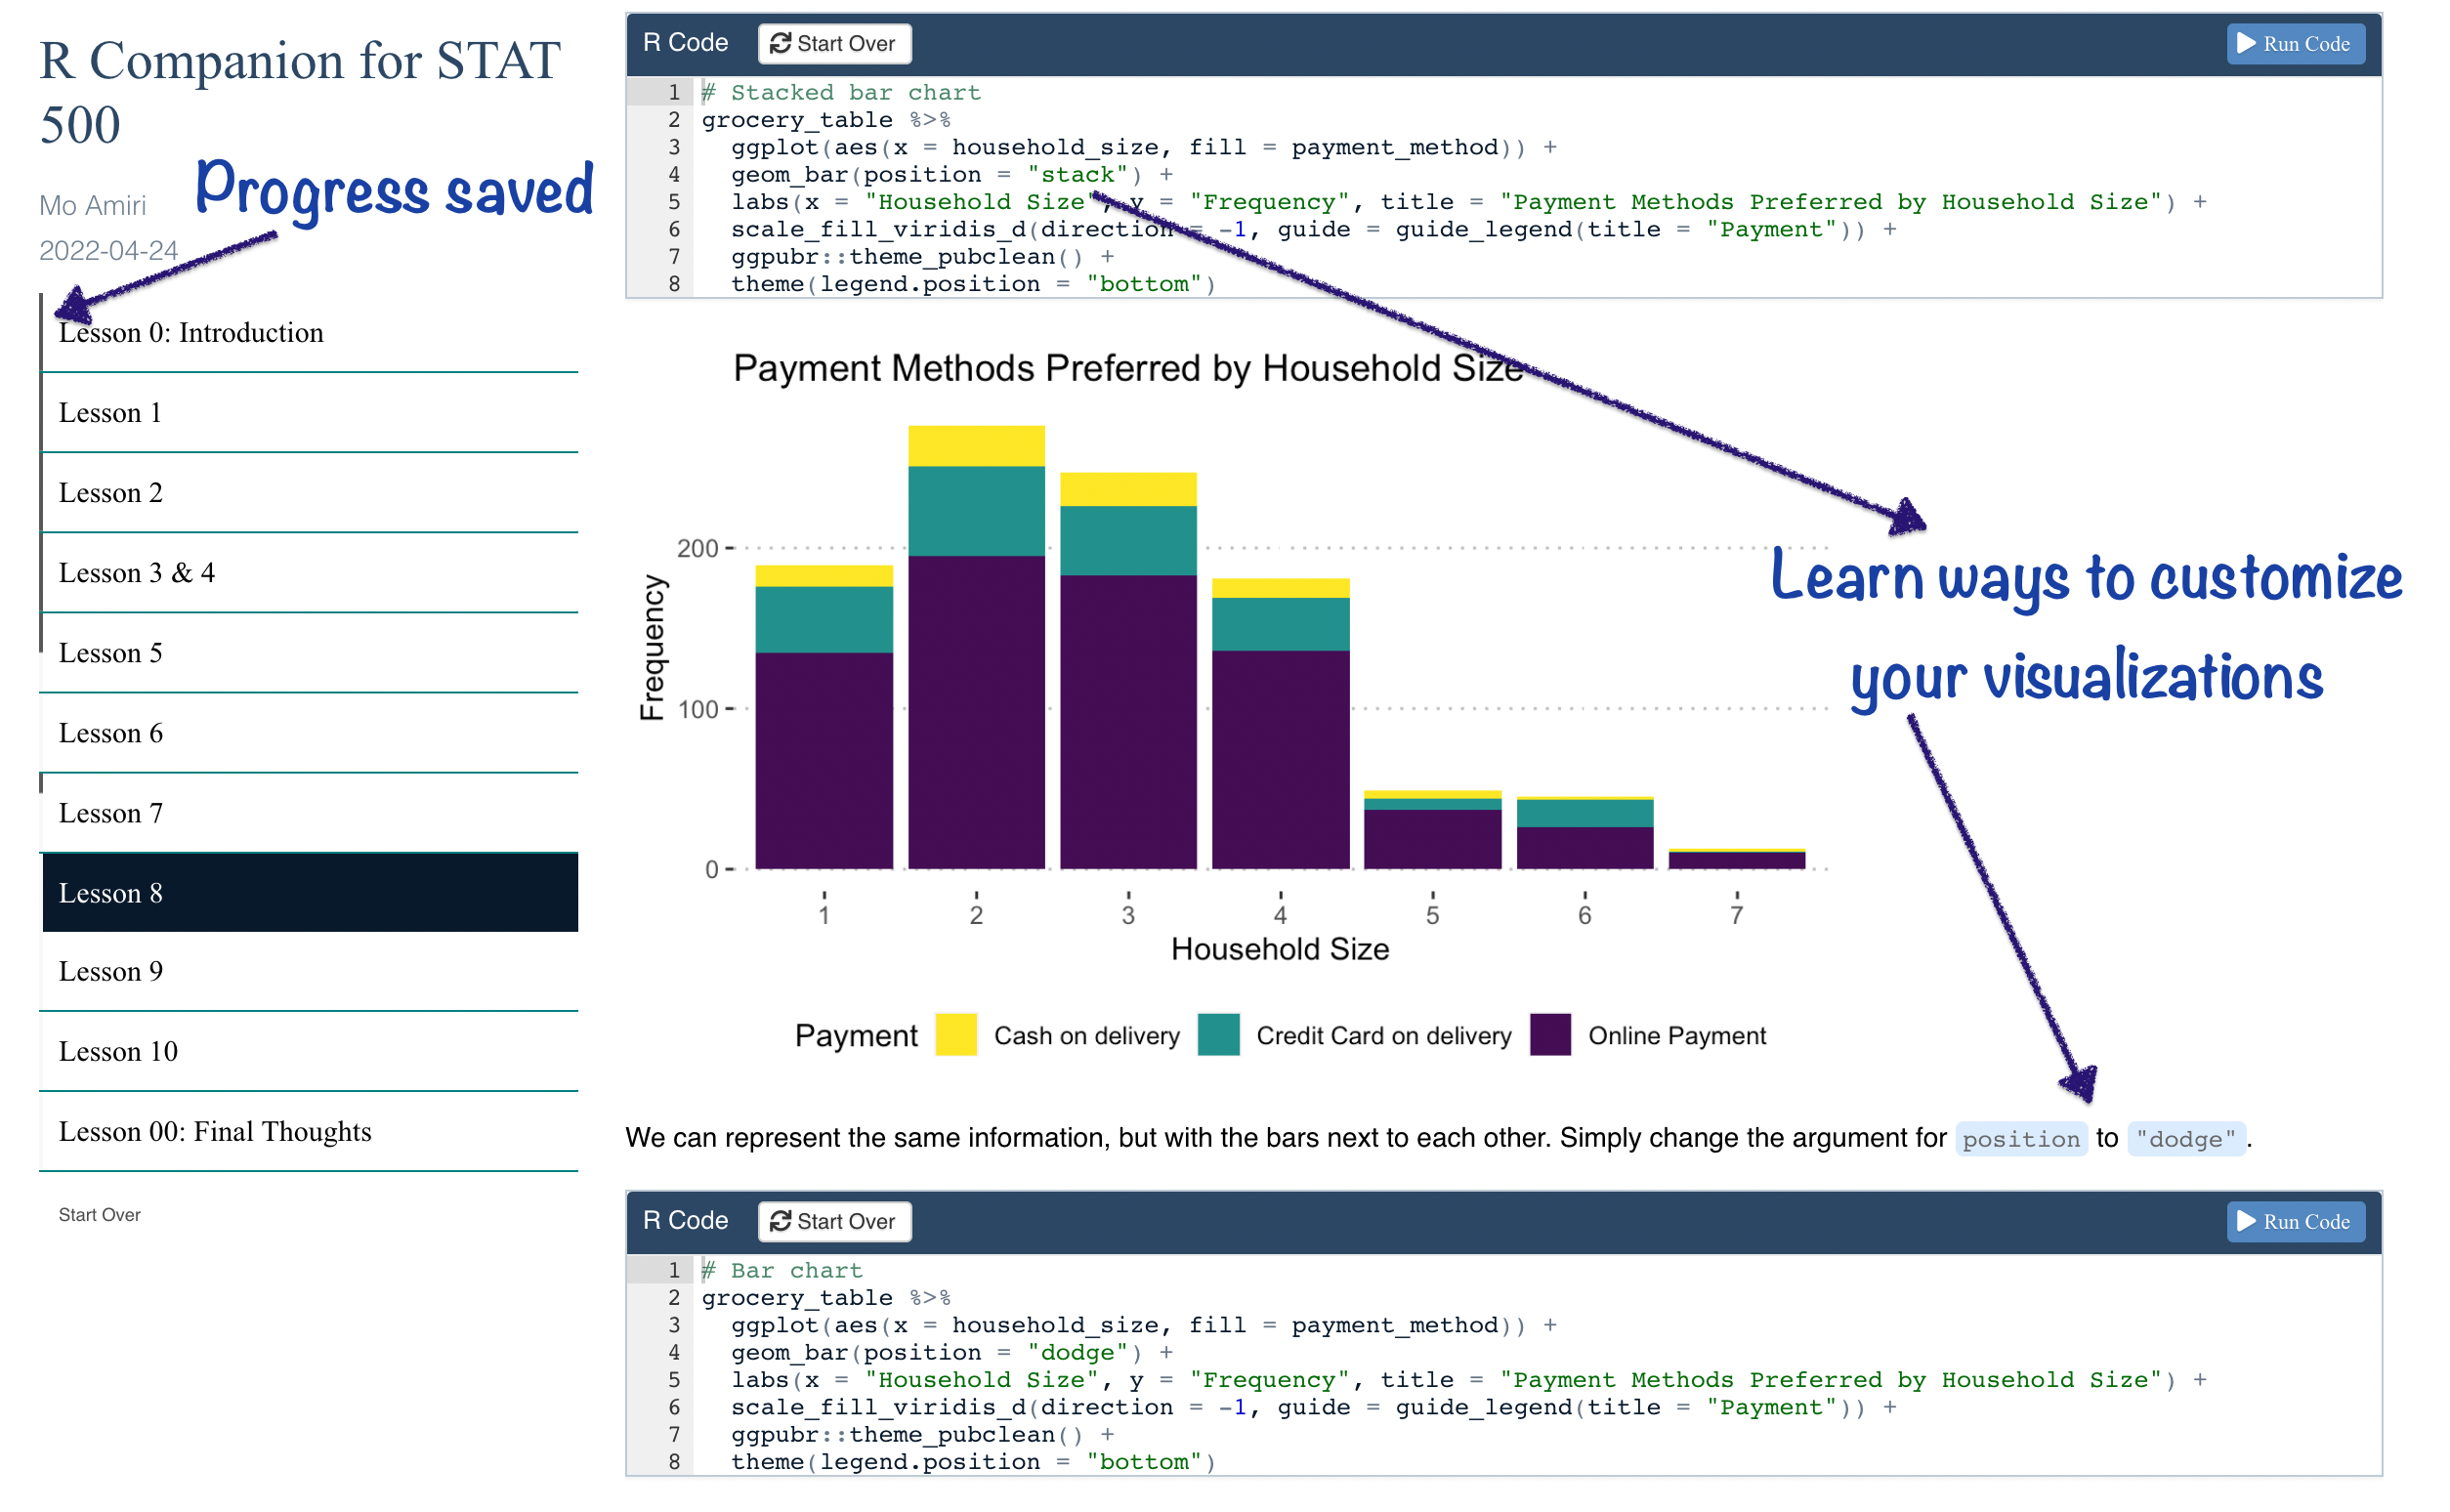 R Companion for STAT
500
Progress saved
Mo Amiri
2022-04-24
Lesson 0: Introduction
Lesson 1
Lesson 2
Lesson 3 & 4
Lesson 5
Lesson 6
Lesson 7
Lesson 8
Lesson 9
Lesson 10
Lesson 00: Final Thoughts
Start Over
R Code Start Over Run Code
1 # Stacked bar chart
2 grocery_table %>%
3   ggplot(aes(x = household_size, fill = payment_method)) +
4   geom_bar(position = "stack") +
5   labs(x = "Household Size", y = "Frequency", title = "Payment Methods Preferred by Household Size") +
6   scale_fill_viridis_d(direction = -1, guide = guide_legend(title = "Payment")) +
7   ggpubr::theme_pubclean() +
8   theme(legend.position = "bottom")
Payment Methods Preferred by Household Size
Frequency
200
100
0
1 2 3 4 5 6 7
Household Size
Payment Cash on delivery Credit Card on delivery Online Payment
Learn ways to customize
your visualizations
We can represent the same information, but with the bars next to each other. Simply change the argument for position to "dodge".
R Code Start Over Run Code
1 # Bar chart
2 grocery_table %>%
3   ggplot(aes(x = household_size, fill = payment_method)) +
4   geom_bar(position = "dodge") +
5   labs(x = "Household Size", y = "Frequency", title = "Payment Methods Preferred by Household Size") +
6   scale_fill_viridis_d(direction = -1, guide = guide_legend(title = "Payment")) +
7   ggpubr::theme_pubclean() +
8   theme(legend.position = "bottom")